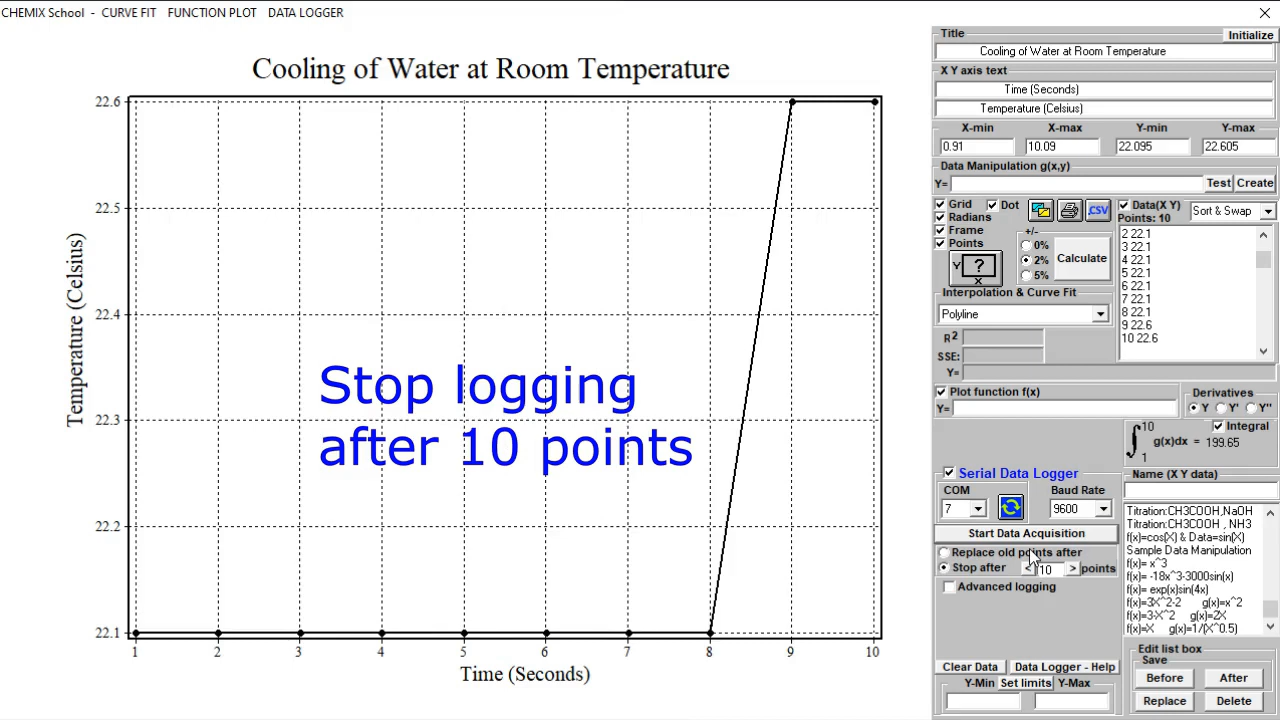 CHEMIX School - CURVE FIT FUNCTION PLOT DATA LOGGER
Cooling of Water at Room Temperature
22.6
22.5
22.4
22.3
22.2
22.1
Temperature (Celsius)
Stop logging
after 10 points
1 2 3 4 5 6 7 8 9 10
Time (Seconds)
Title
Initialize
Cooling of Water at Room Temperature
X Y axis text
Time (Seconds)
Temperature (Celsius)
X-min X-max Y-min Y-max
0.91 10.09 22.095 22.605
Data Manipulation g(x,y)
Y= Test Create
Grid Dot
Radians
Frame
Points
CSV
+/-
0%
2%
5%
Calculate
Y ? X
Data(X Y)
Points: 10
Sort & Swap
2 22.1
3 22.1
4 22.1
5 22.1
6 22.1
7 22.1
8 22.1
9 22.6
10 22.6
Interpolation & Curve Fit
Polyline
R2
SSE:
Y=
Plot function f(x)
Y=
Derivatives
Y Y' Y"
Integral
10
g(x)dx = 199.65
1
Serial Data Logger
COM Baud Rate
7 9600
Start Data Acquisition
Replace old points after
Stop after < 10 > points
Advanced logging
Clear Data Data Logger - Help
Y-Min Set limits Y-Max
Name (X Y data)
Titration:CH3COOH,NaOH
Titration:CH3COOH , NH3
f(x)=cos(X) & Data=sin(X)
Sample Data Manipulation
f(x)= x^3
f(x)= -18x^3-3000sin(x)
f(x)= exp(x)sin(4x)
f(x)=3X^2-2 g(x)=x^2
f(x)=3-X^2 g(x)=2X
f(x)=X g(x)=1/(X^0.5)
Edit list box
Save
Before After
Replace Delete